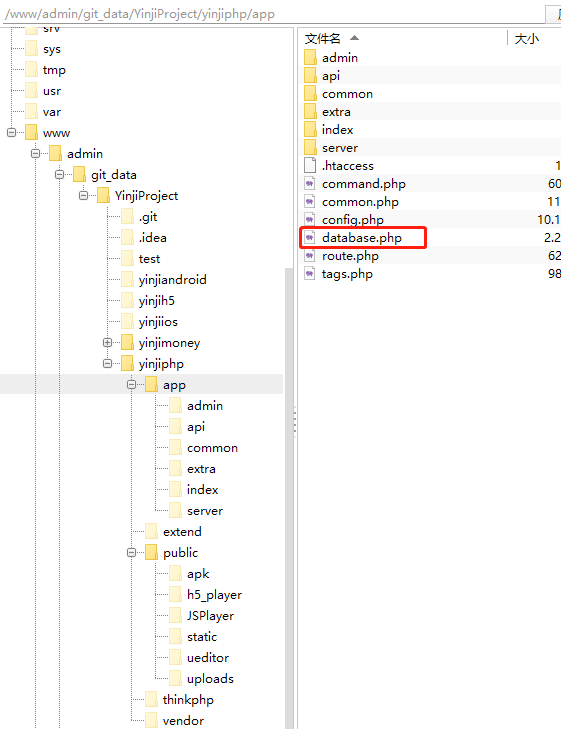 /www/admin/git_data/YinjiProject/yinjiphp/app
srv
sys
tmp
usr
var
www
admin
git_data
YinjiProject
.git
.idea
test
yinjiandroid
yinjih5
yinjiios
yinjimoney
yinjiphp
app
admin
api
common
extra
index
server
extend
public
apk
h5_player
JSPlayer
static
ueditor
uploads
thinkphp
vendor
文件名 大小
admin
api
common
extra
index
server
.htaccess 1
command.php 60
common.php 11
config.php 10.1
database.php 2.2
route.php 62
tags.php 98